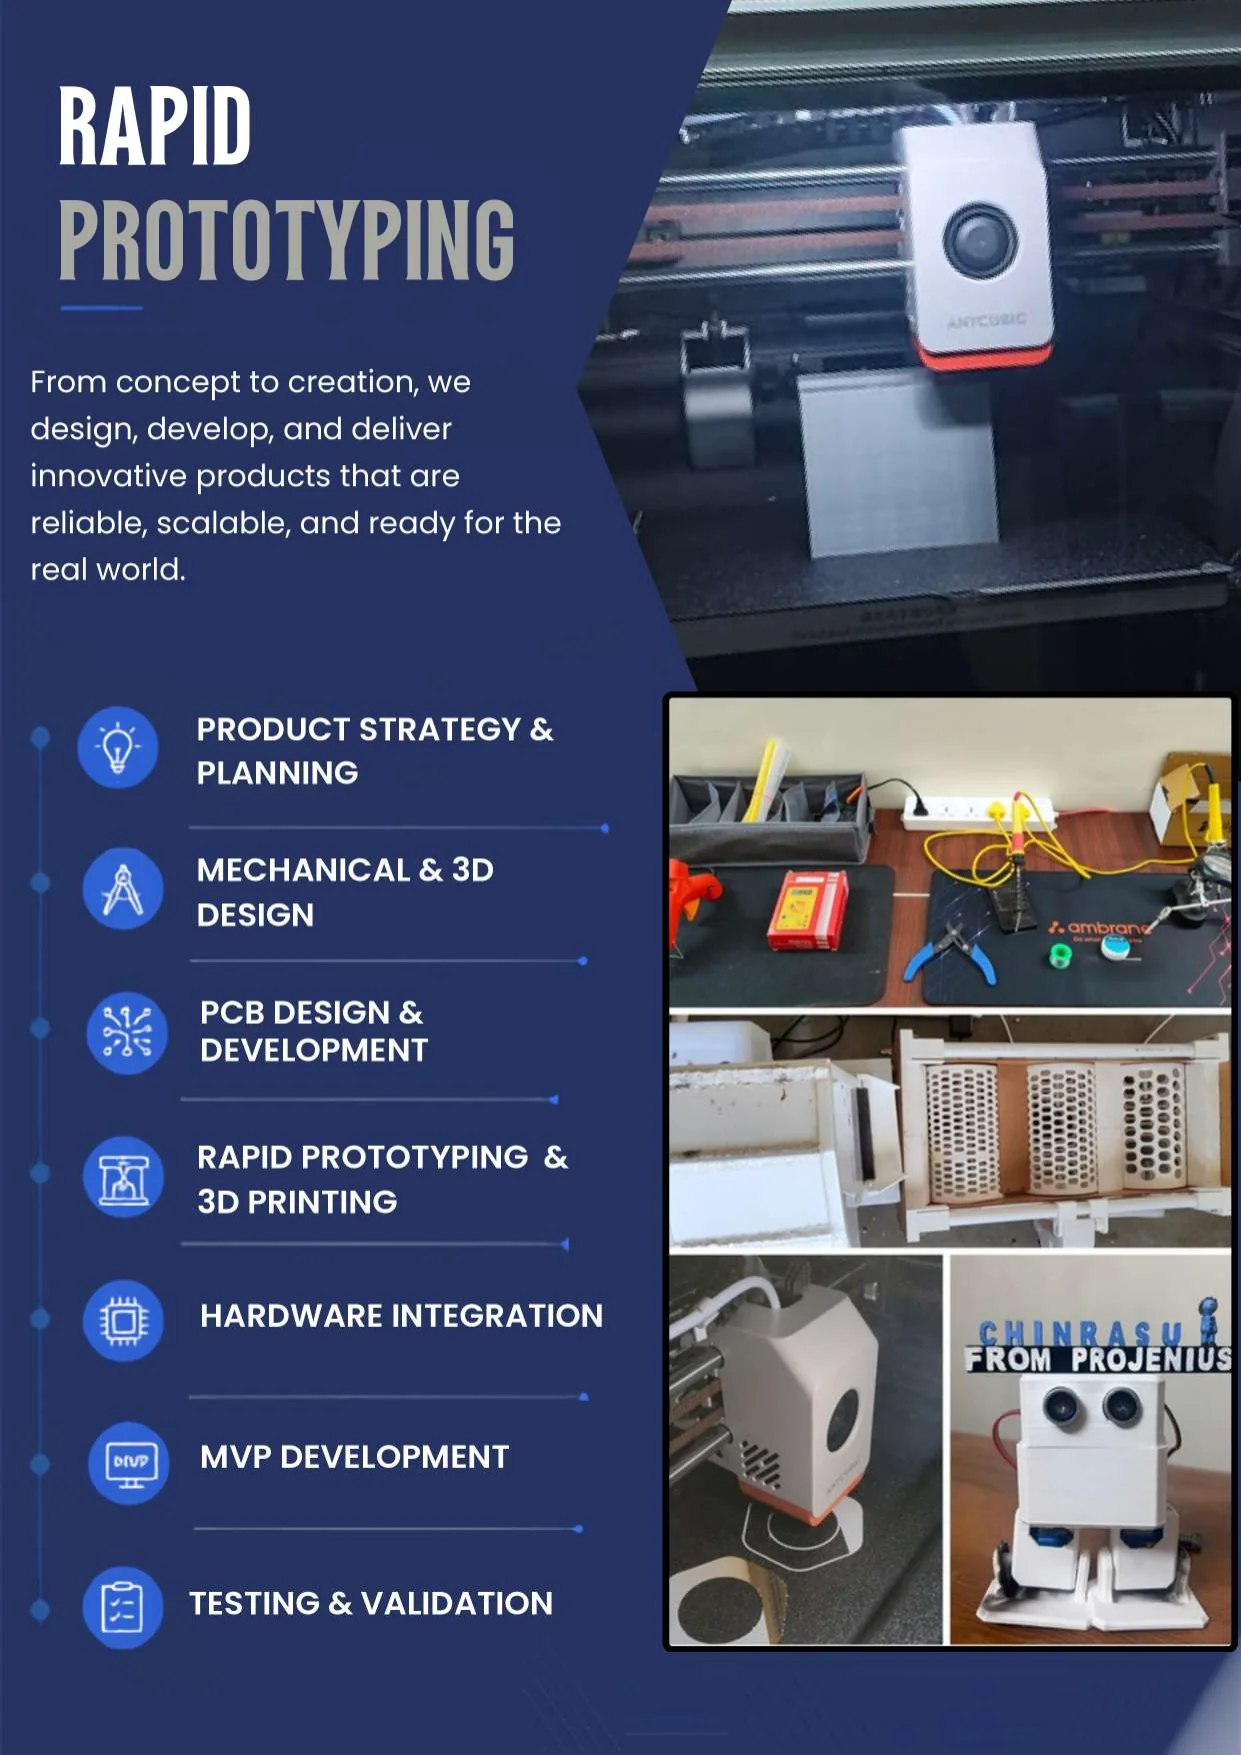 RAPID
PROTOTYPING
From concept to creation, we
design, develop, and deliver
innovative products that are
reliable, scalable, and ready for the
real world.
PRODUCT STRATEGY &
PLANNING
MECHANICAL & 3D
DESIGN
PCB DESIGN &
DEVELOPMENT
RAPID PROTOTYPING &
3D PRINTING
HARDWARE INTEGRATION
MVP DEVELOPMENT
TESTING & VALIDATION
ANYCUBIC
ambrane
CHINRASU
FROM PROJENIUS